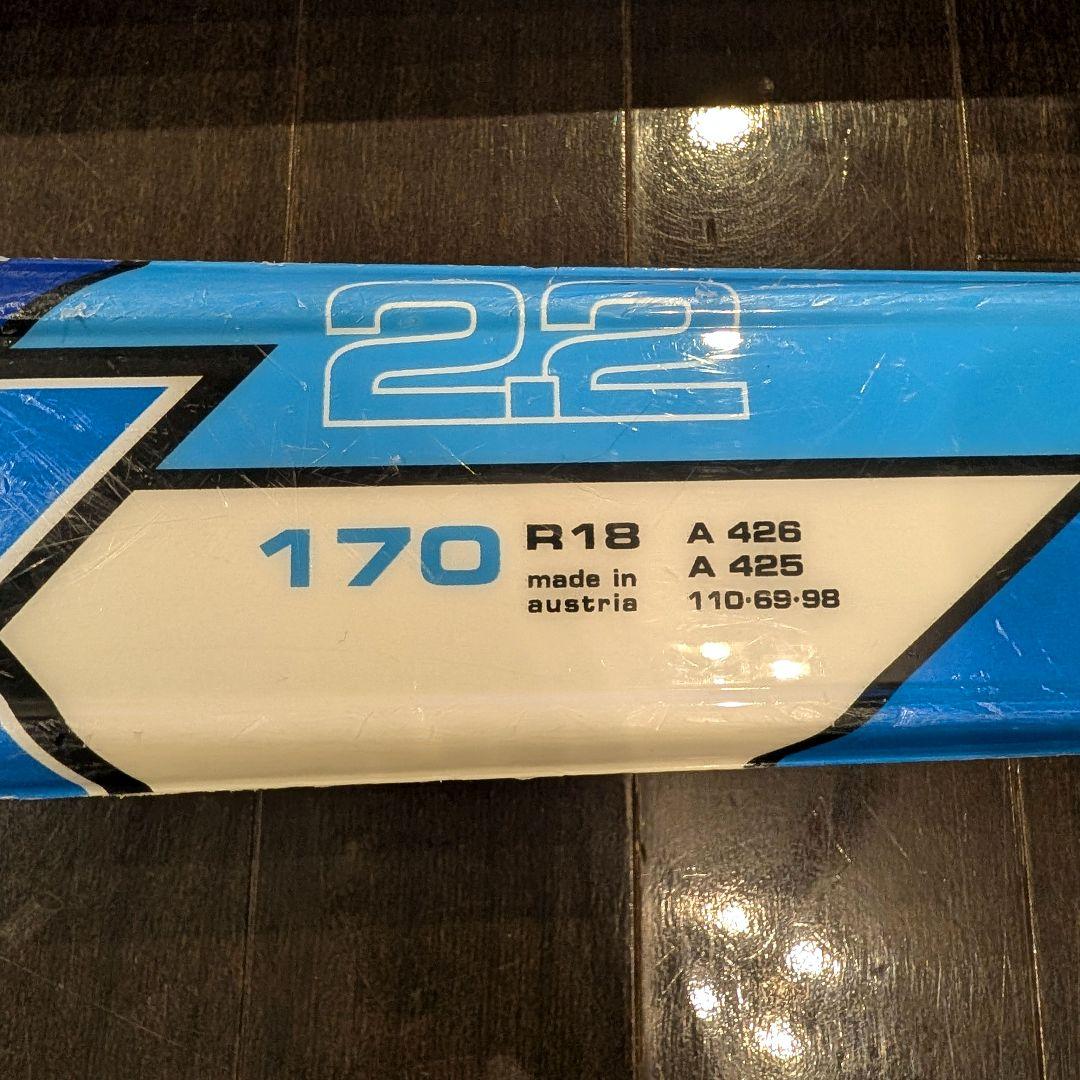 2.2
170
R18
made in
austria
A 426
A 425
110•69•98